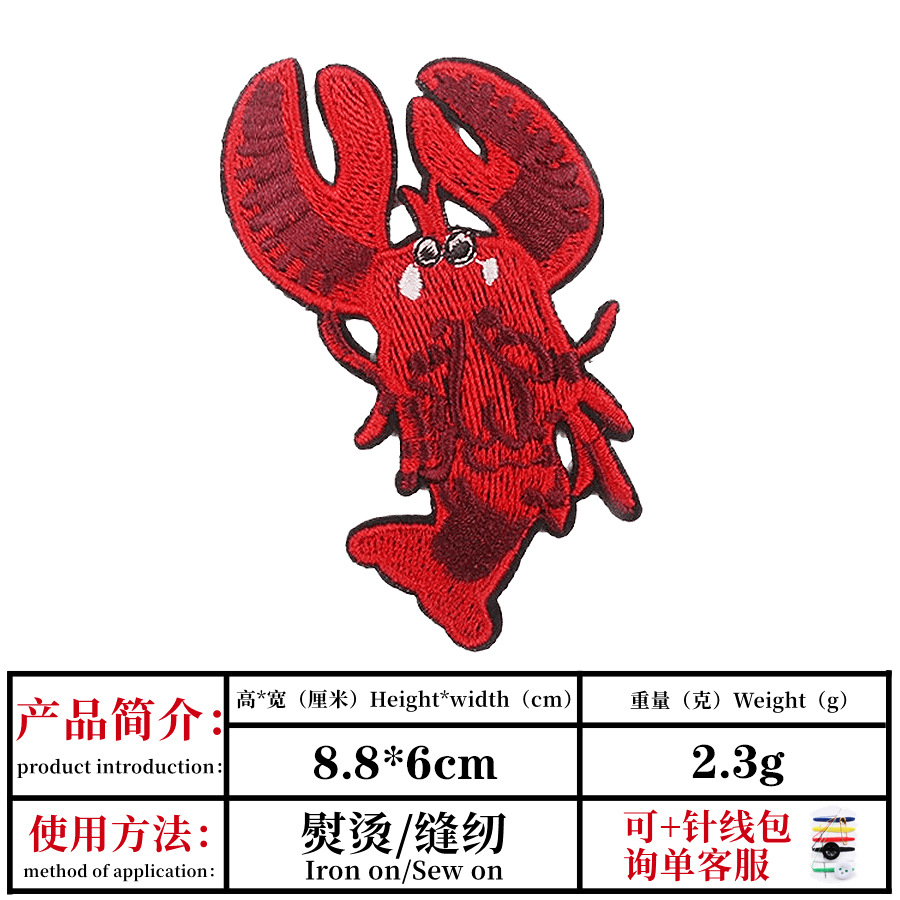 产品简介：
product introduction：
高*宽（厘米）Height*width（cm）
重量（克）Weight（g）
8.8*6cm
2.3g
使用方法：
method of application：
熨烫/缝纫
Iron on/Sew on
可+针线包
询单客服